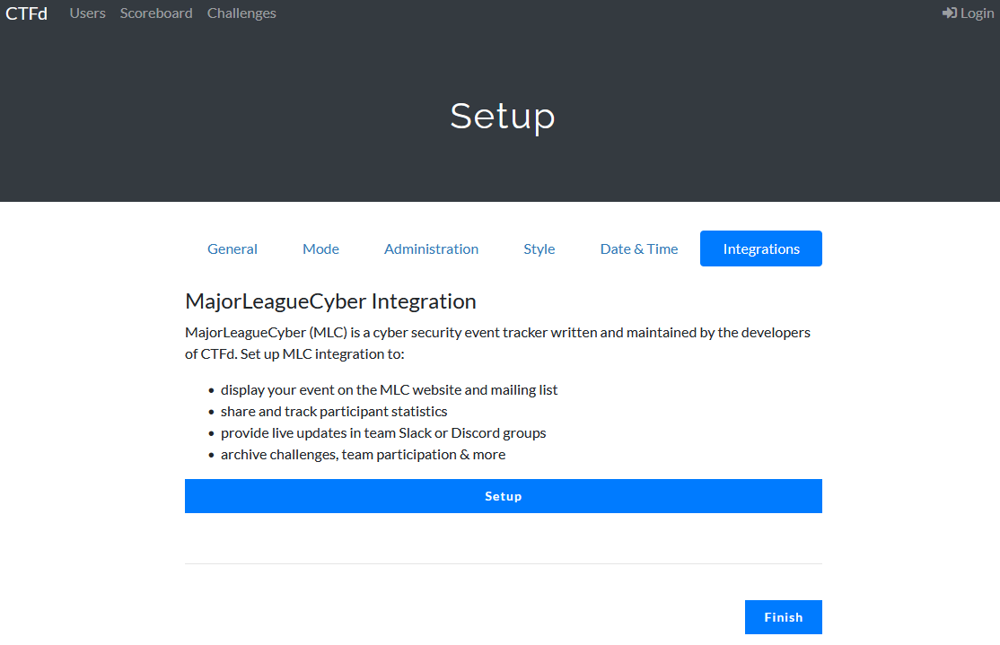 CTFd Users Scoreboard Challenges Login
Setup
General Mode Administration Style Date & Time Integrations
MajorLeagueCyber Integration
MajorLeagueCyber (MLC) is a cyber security event tracker written and maintained by the developers
of CTFd. Set up MLC integration to:
• display your event on the MLC website and mailing list
• share and track participant statistics
• provide live updates in team Slack or Discord groups
• archive challenges, team participation & more
Setup
Finish